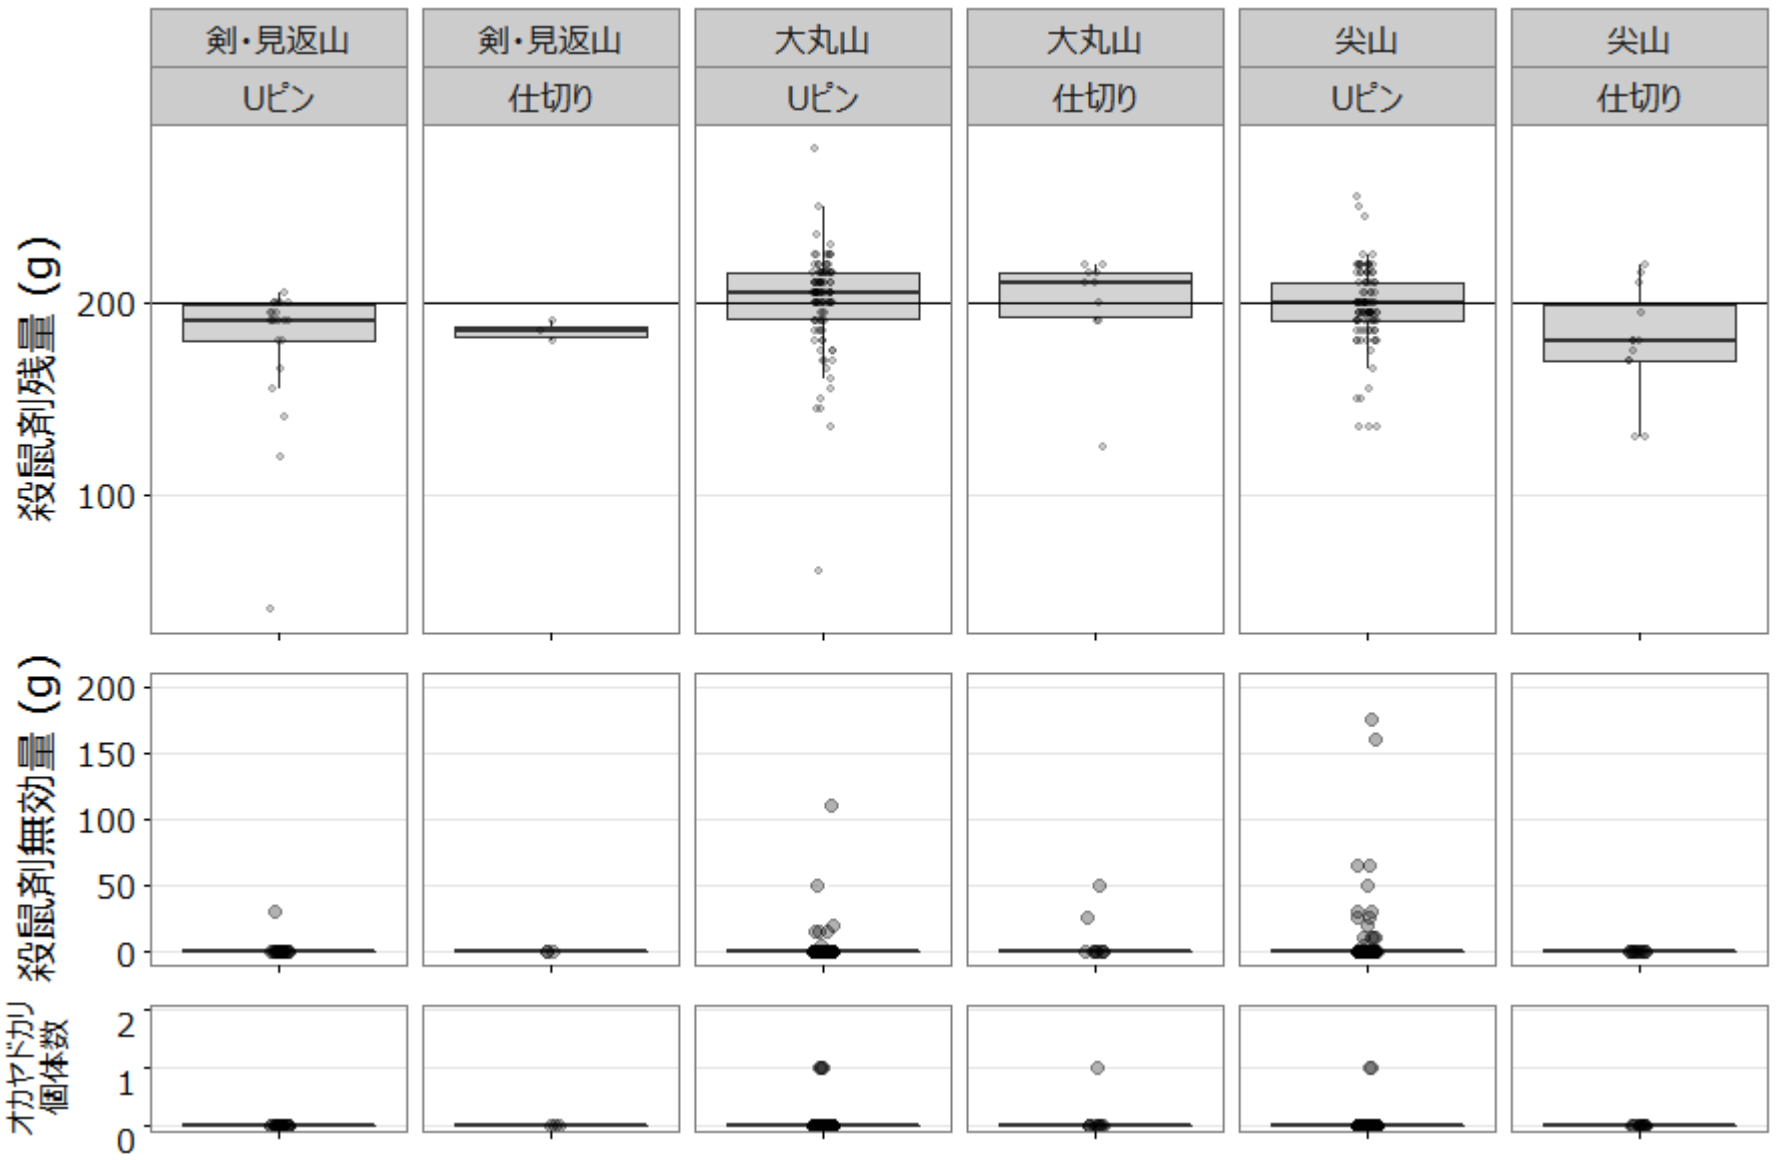 剣・見返山 剣・見返山 大丸山 大丸山 尖山 尖山
Uピン 仕切り Uピン 仕切り Uピン 仕切り
殺鼠剤残量 (g)
200
100
殺鼠剤無効量 (g)
200
150
100
50
0
オカヤドカリ
個体数
2
1
0